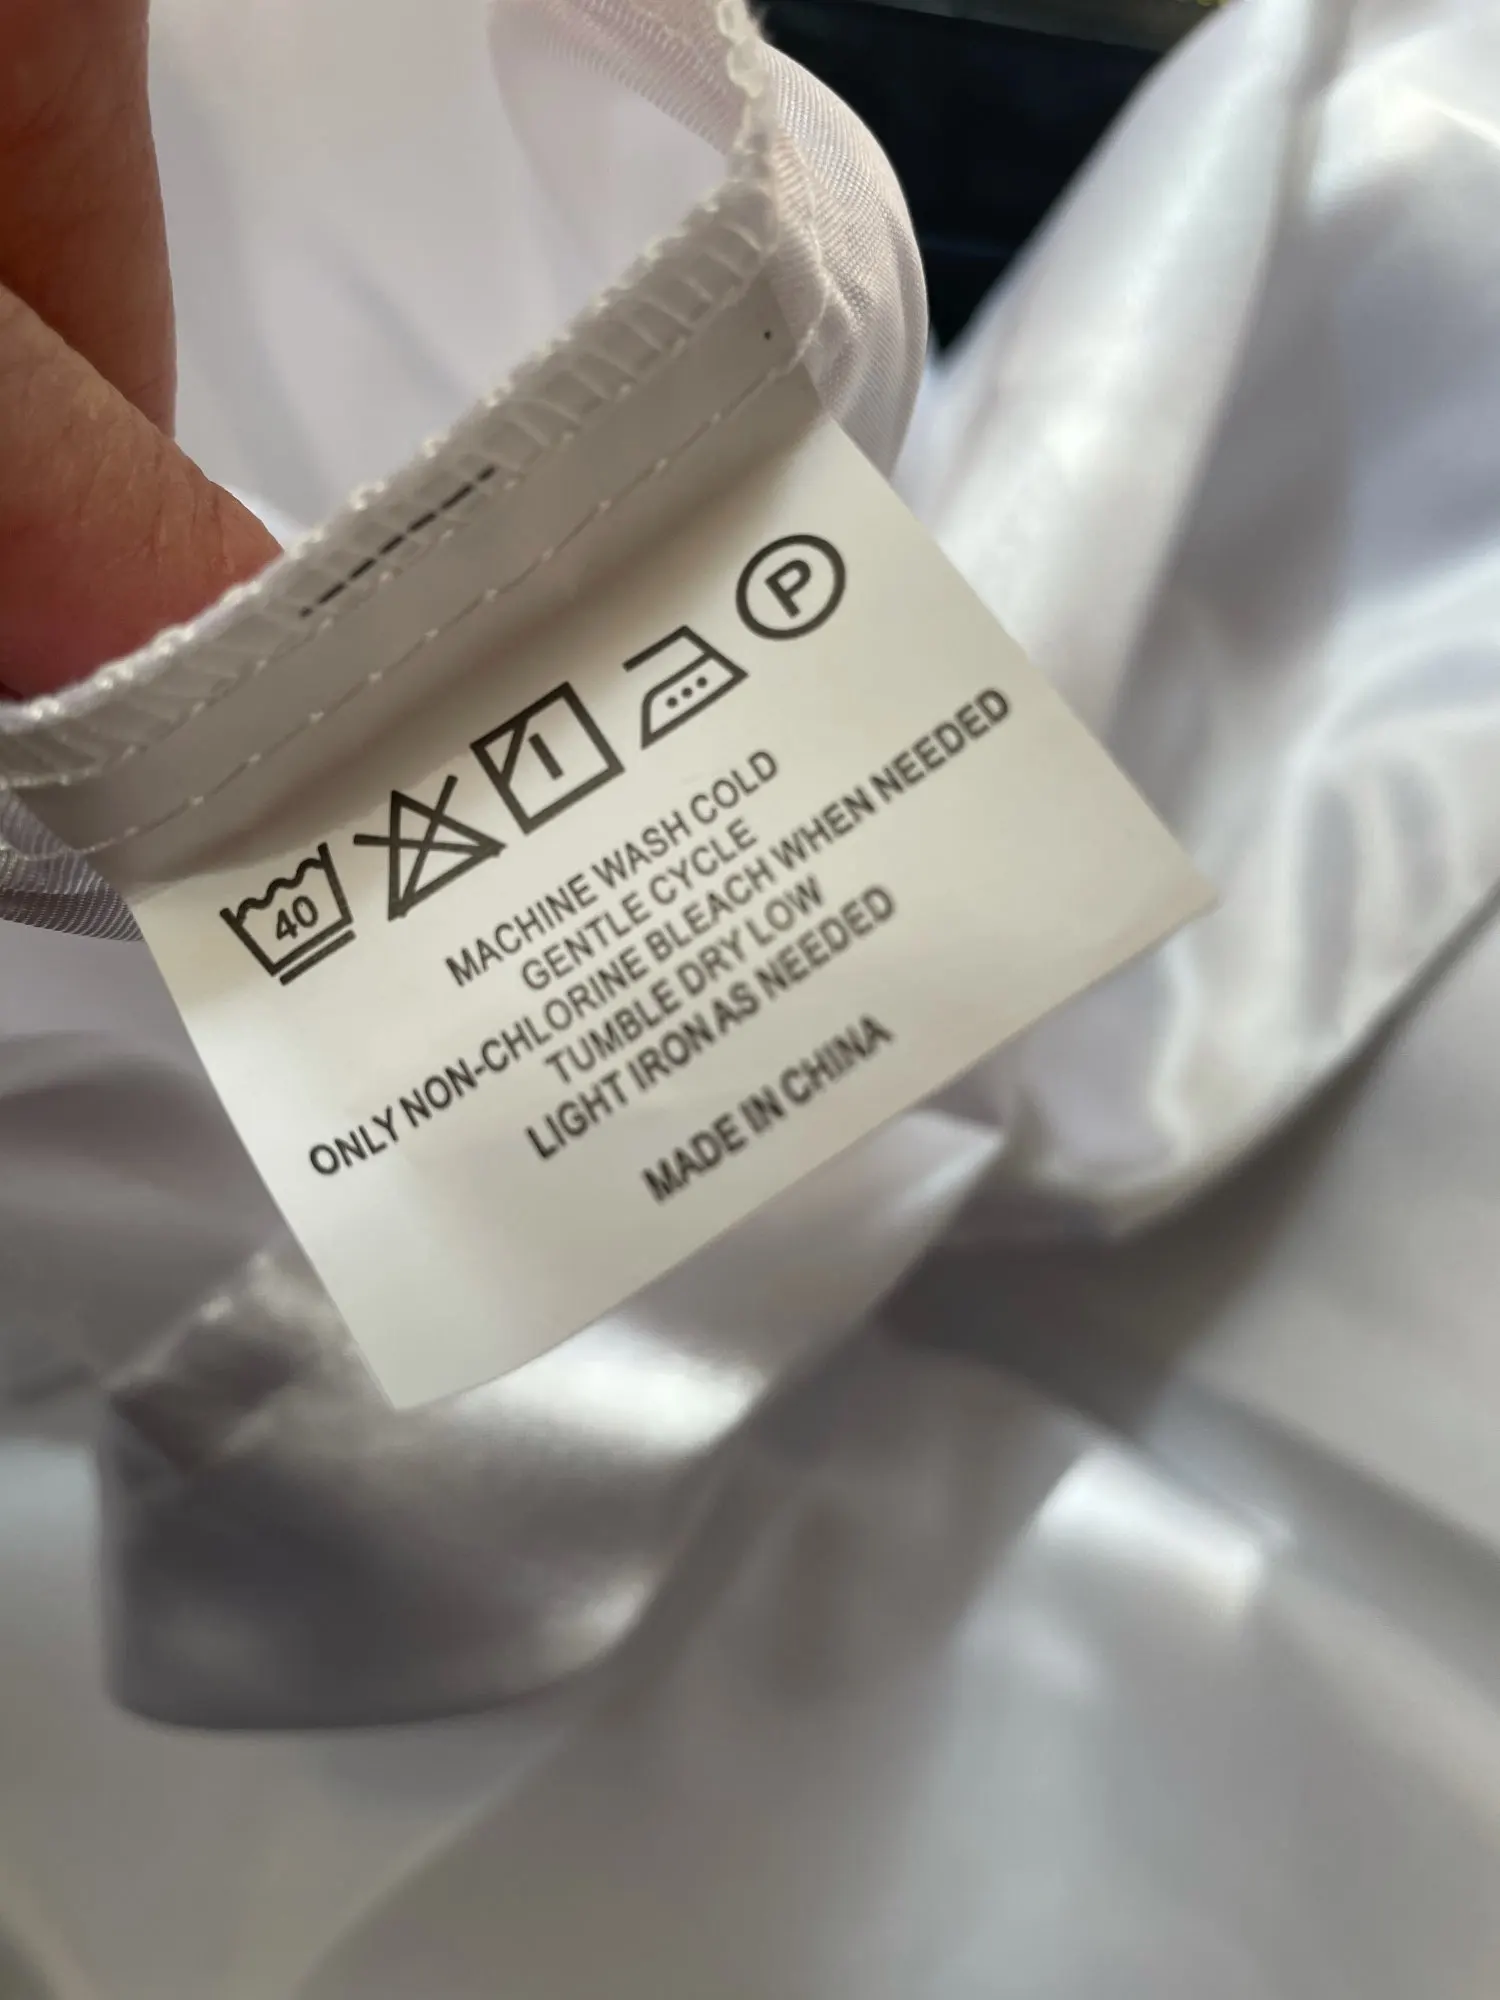 40
P
MACHINE WASH COLD
GENTLE CYCLE
ONLY NON-CHLORINE BLEACH WHEN NEEDED
TUMBLE DRY LOW
LIGHT IRON AS NEEDED
MADE IN CHINA